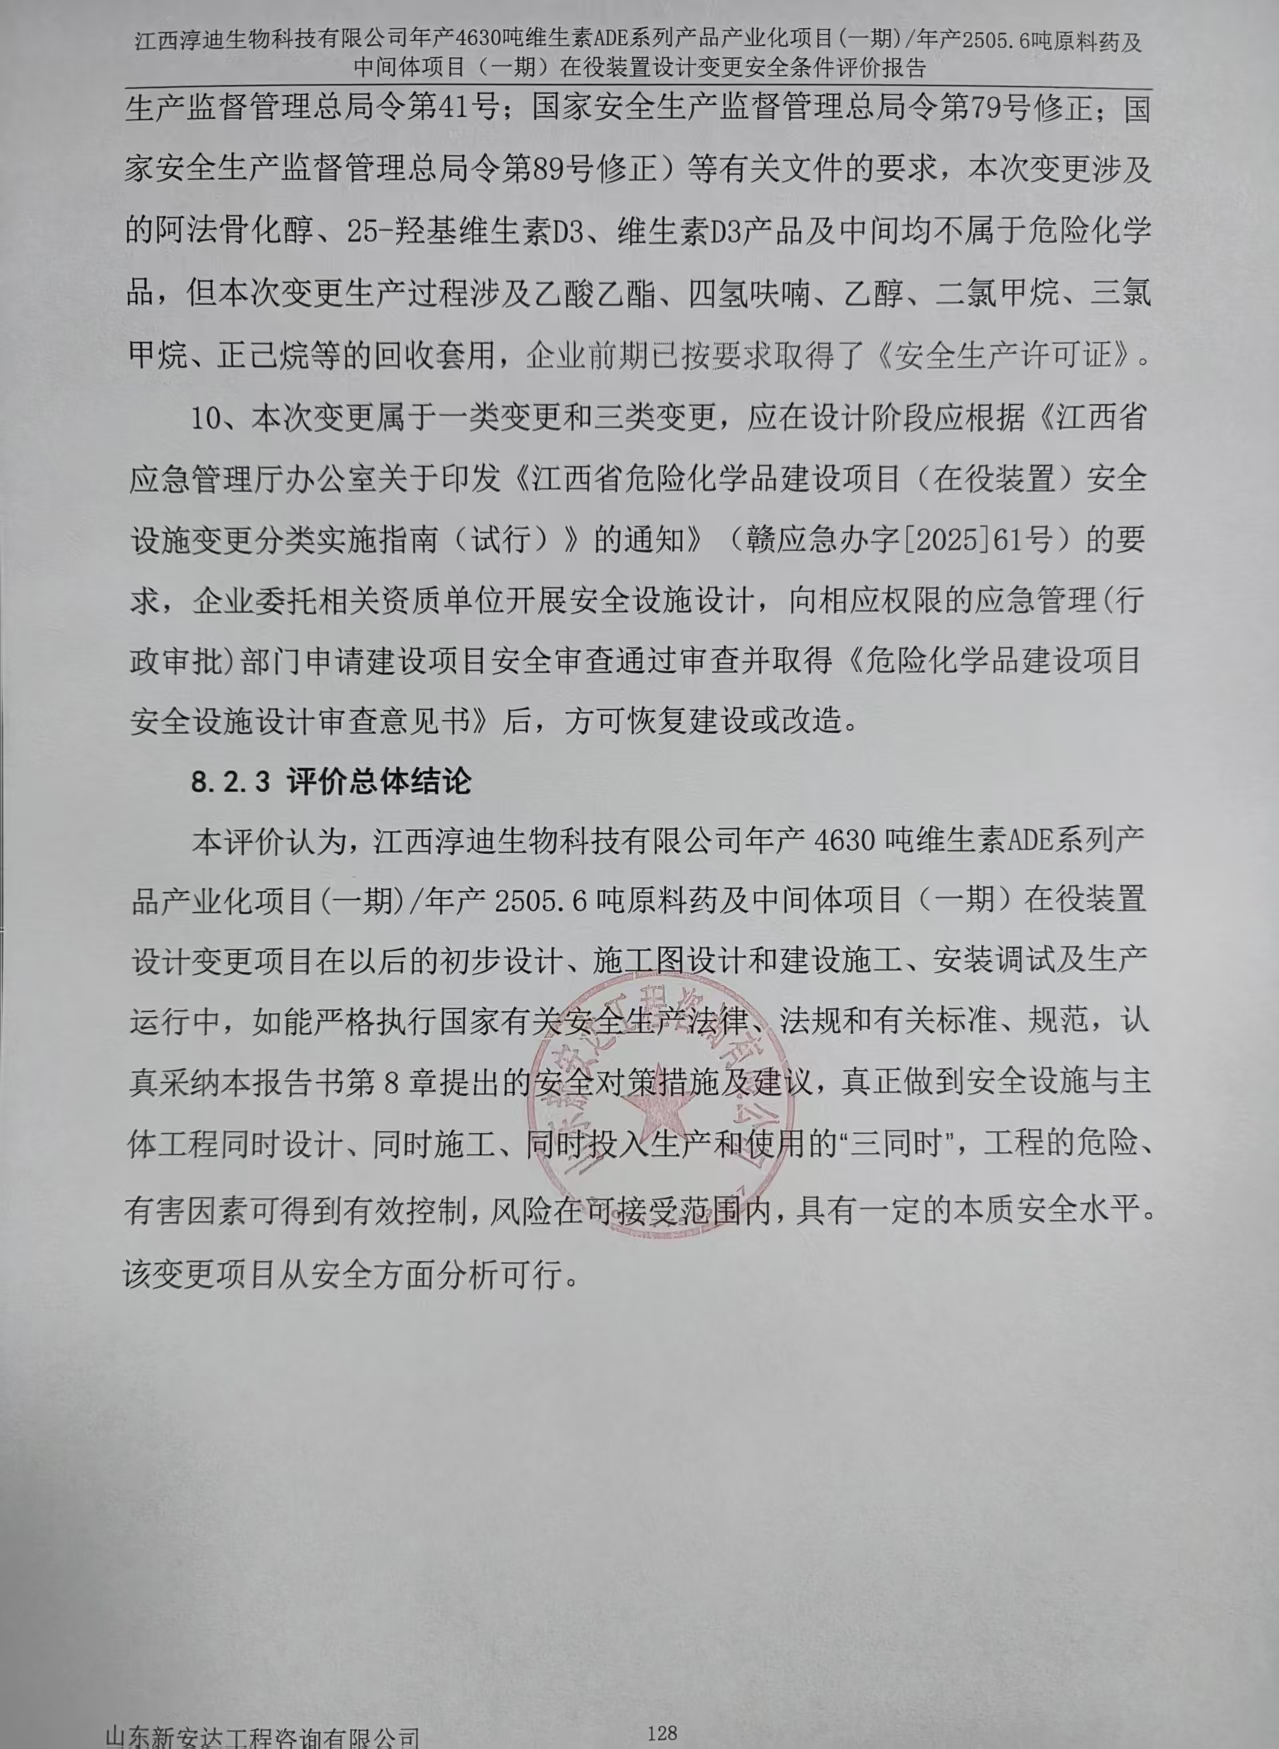 江西淳迪生物科技有限公司年产4630吨维生素ADE系列产品产业化项目(一期)/年产2505.6吨原料药及
中间体项目（一期）在役装置设计变更安全条件评价报告
生产监督管理总局令第41号；国家安全生产监督管理总局令第79号修正；国
家安全生产监督管理总局令第89号修正）等有关文件的要求，本次变更涉及
的阿法骨化醇、25-羟基维生素D3、维生素D3产品及中间均不属于危险化学
品，但本次变更生产过程涉及乙酸乙酯、四氢呋喃、乙醇、二氯甲烷、三氯
甲烷、正己烷等的回收套用，企业前期已按要求取得了《安全生产许可证》。
10、本次变更属于一类变更和三类变更，应在设计阶段应根据《江西省
应急管理厅办公室关于印发《江西省危险化学品建设项目（在役装置）安全
设施变更分类实施指南（试行）》的通知》（赣应急办字[2025]61号）的要
求，企业委托相关资质单位开展安全设施设计，向相应权限的应急管理(行
政审批)部门申请建设项目安全审查通过审查并取得《危险化学品建设项目
安全设施设计审查意见书》后，方可恢复建设或改造。
8.2.3 评价总体结论
本评价认为，江西淳迪生物科技有限公司年产 4630 吨维生素ADE系列产
品产业化项目(一期)/年产 2505.6 吨原料药及中间体项目（一期）在役装置
设计变更项目在以后的初步设计、施工图设计和建设施工、安装调试及生产
运行中，如能严格执行国家有关安全生产法律、法规和有关标准、规范，认
真采纳本报告书第 8 章提出的安全对策措施及建议，真正做到安全设施与主
体工程同时设计、同时施工、同时投入生产和使用的“三同时”，工程的危险、
有害因素可得到有效控制，风险在可接受范围内，具有一定的本质安全水平。
该变更项目从安全方面分析可行。
山东新安达工程咨询有限公司
山东新安达工程咨询有限公司
128